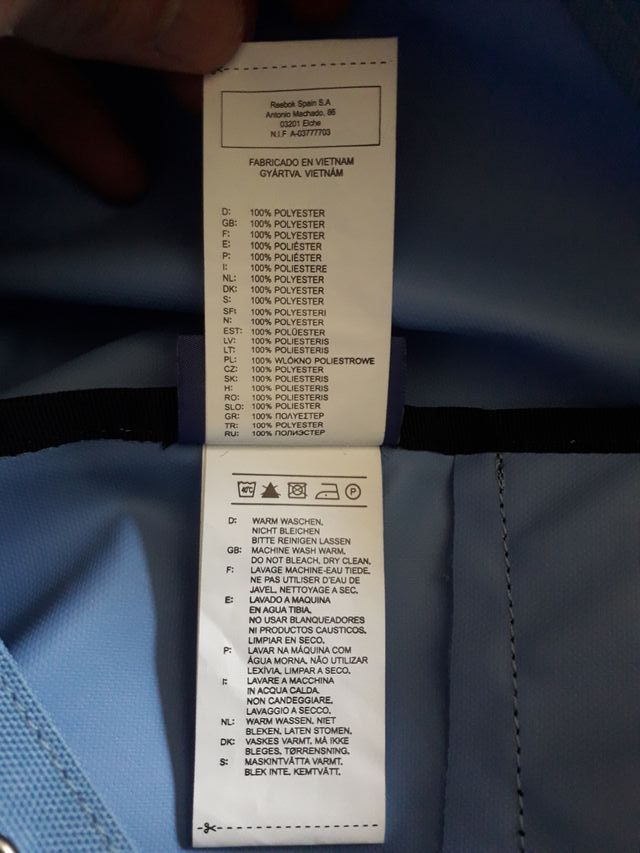 Reebok Spain S.A
Antonio Machado, 86
03201 Elche
N.I.F A-03777703
FABRICADO EN VIETNAM
GYÁRTVA. VIETNÁM
D: 100% POLYESTER
GB: 100% POLYESTER
F: 100% POLYESTER
E: 100% POLIÉSTER
P: 100% POLIÉSTER
I: 100% POLIESTERE
NL: 100% POLYESTER
DK: 100% POLYESTER
S: 100% POLYESTER
SF: 100% POLYESTERI
N: 100% POLYESTER
EST: 100% POLÜESTER
LV: 100% POLIESTERIS
LT: 100% POLIESTERIS
PL: 100% WLÓKNO POLIESTROWE
CZ: 100% POLYESTER
SK: 100% POLIESTERIS
H: 100% POLIESTERIS
RO: 100% POLIESTERIS
SLO: 100% POLIESTER
GR: 100% ΠΟΛΥΕΣΤΕΡ
TR: 100% POLYESTER
RU: 100% ПОЛИЭСТЕР
40°C P
D: WARM WASCHEN.
NICHT BLEICHEN
BITTE REINIGEN LASSEN
GB: MACHINE WASH WARM.
DO NOT BLEACH. DRY CLEAN.
F: LAVAGE MACHINE-EAU TIEDE.
NE PAS UTILISER D'EAU DE
JAVEL. NETTOYAGE A SEC.
E: LAVADO A MAQUINA
EN AGUA TIBIA.
NO USAR BLANQUEADORES
NI PRODUCTOS CAUSTICOS.
LIMPIAR EN SECO.
P: LAVAR NA MÁQUINA COM
ÁGUA MORNA. NÃO UTILIZAR
LEXÍVIA. LIMPAR A SECO.
I: LAVARE A MACCHINA
IN ACQUA CALDA.
NON CANDEGGIARE.
LAVAGGIO A SECCO.
NL: WARM WASSEN. NIET
BLEKEN. LATEN STOMEN.
DK: VASKES VARMT. MÅ IKKE
BLEGES. TØRRENSNING.
S: MASKINTVÄTTA VARMT.
BLEK INTE. KEMTVÄTT.